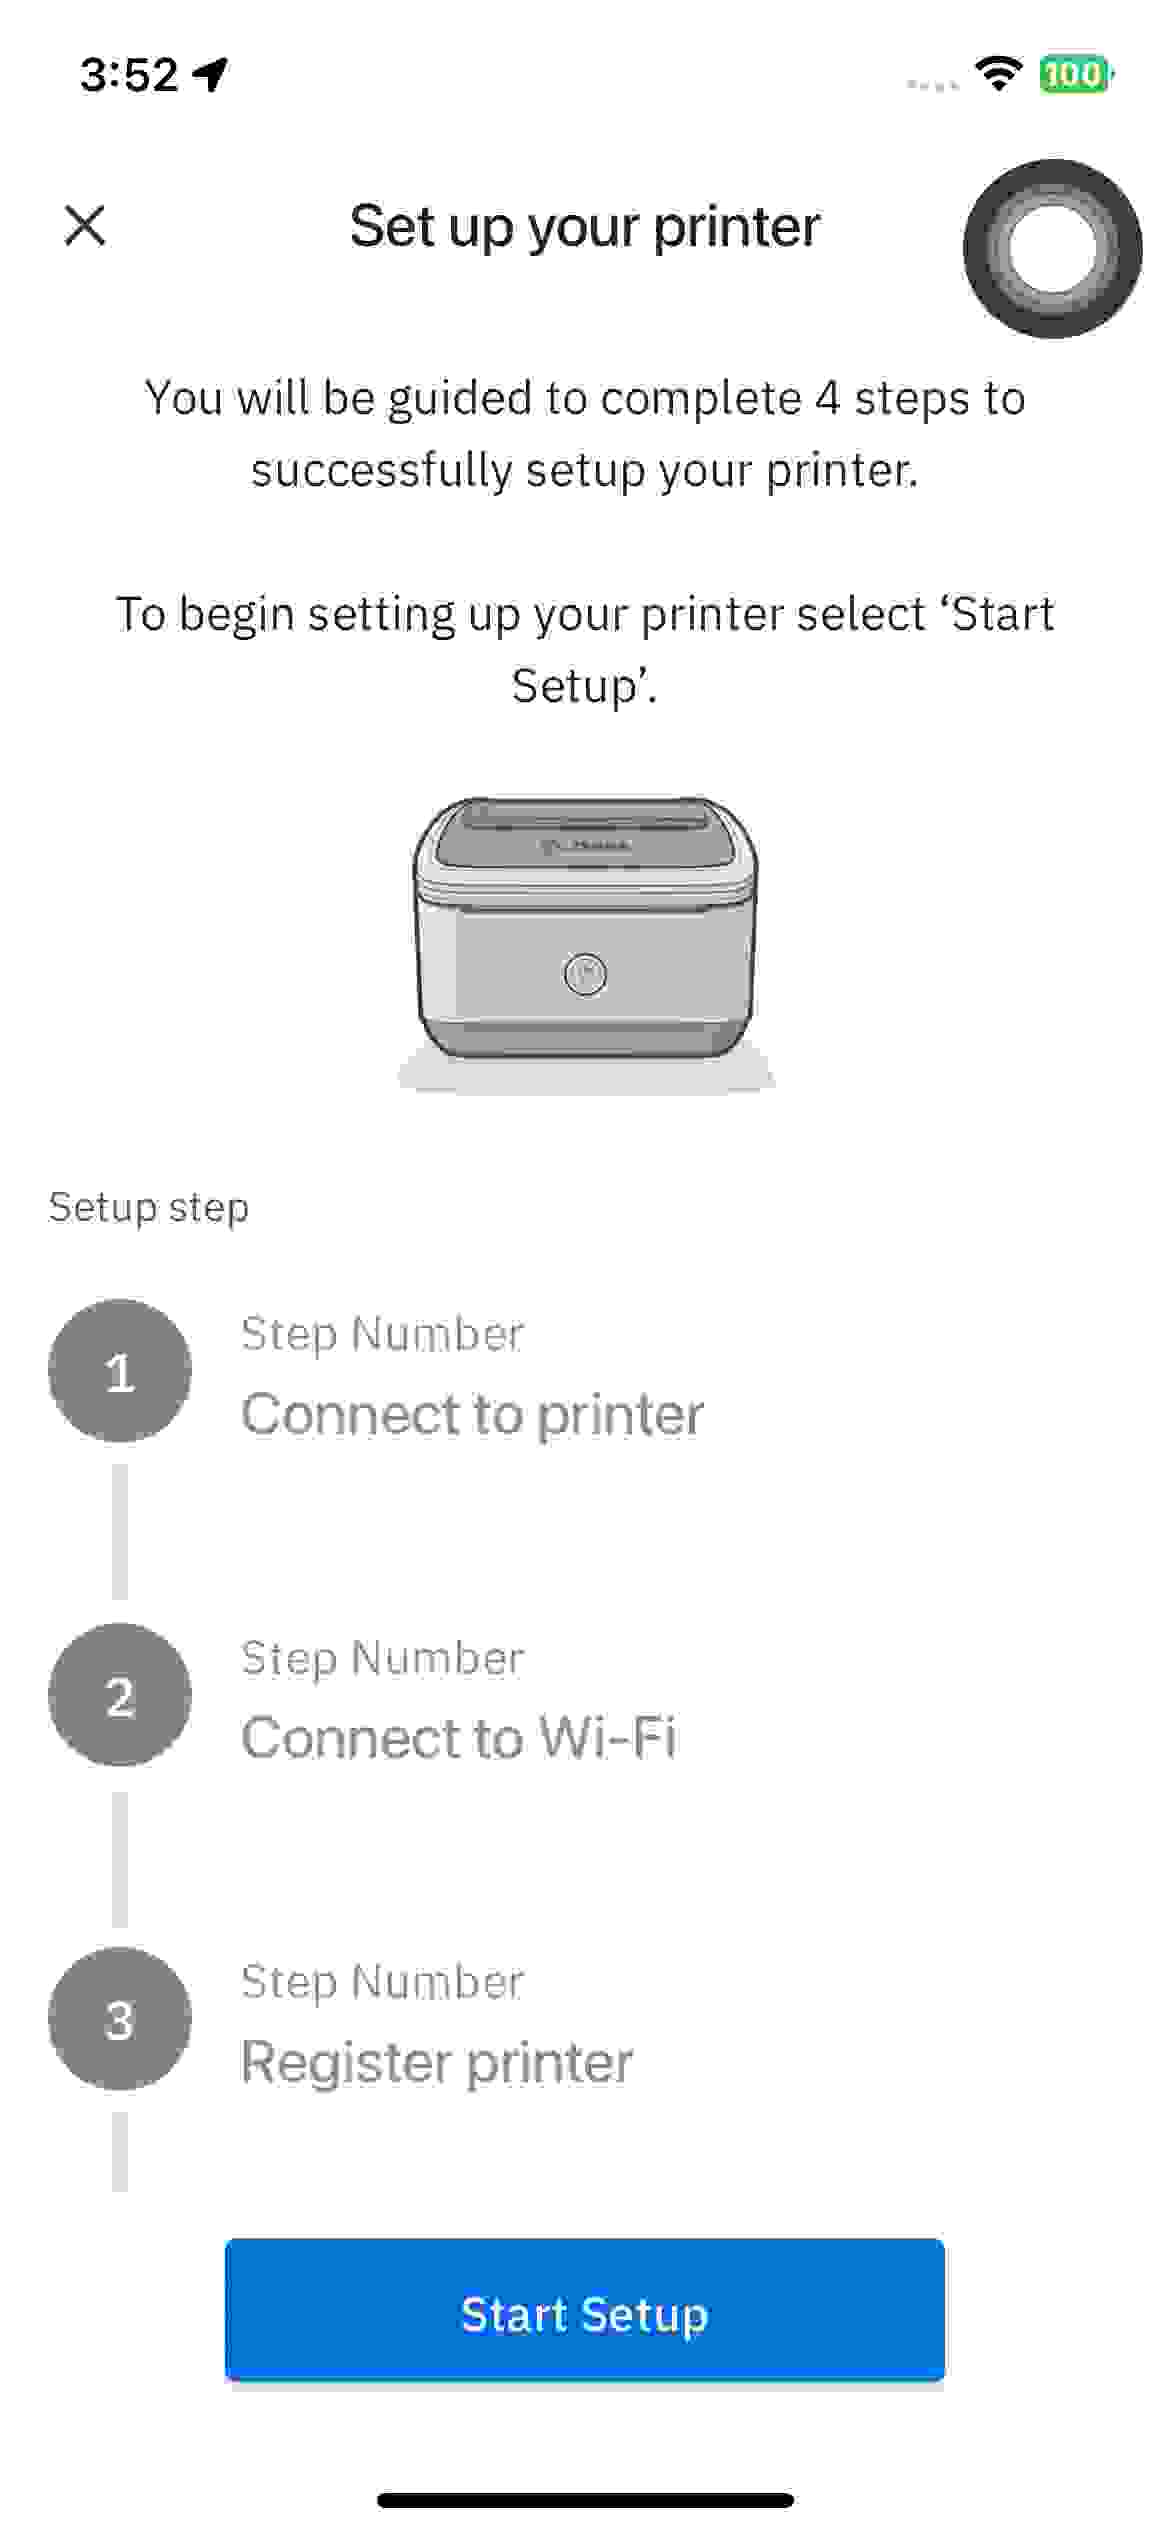 3:52
100
Set up your printer
You will be guided to complete 4 steps to
successfully setup your printer.
To begin setting up your printer select ‘Start
Setup’.
Setup step
1
Step Number
Connect to printer
2
Step Number
Connect to Wi-Fi
3
Step Number
Register printer
Start Setup